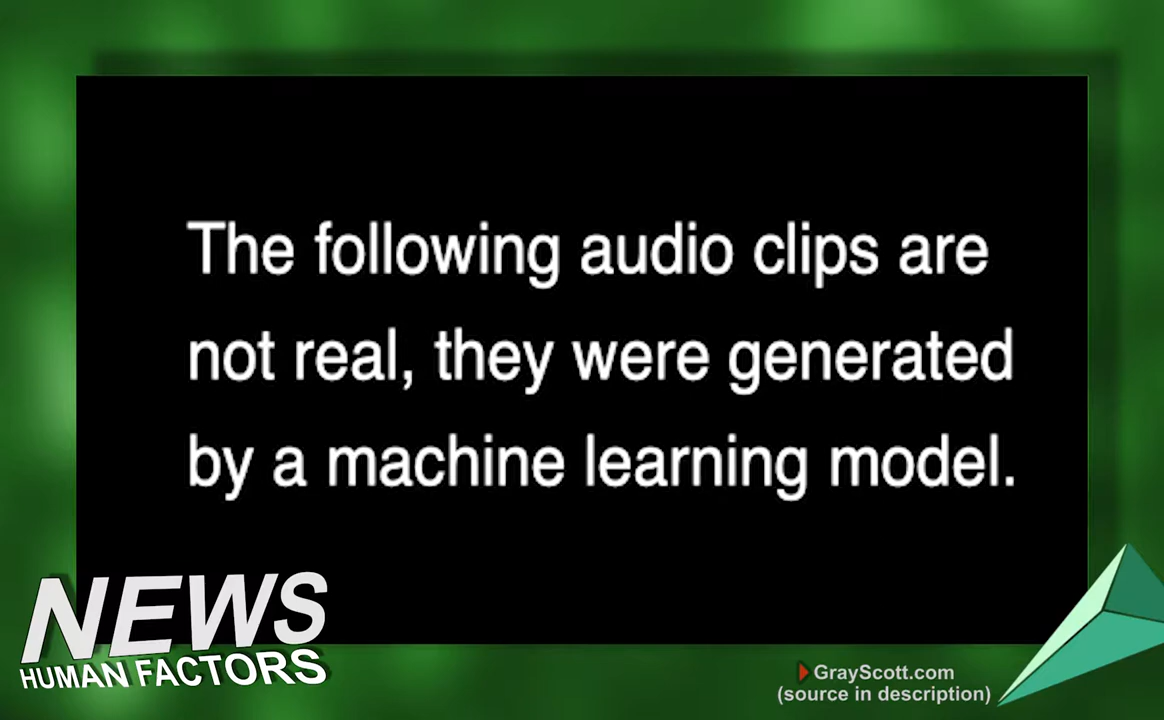 The following audio clips are
not real, they were generated
by a machine learning model.
NEWS
HUMAN FACTORS
GrayScott.com
(source in description)